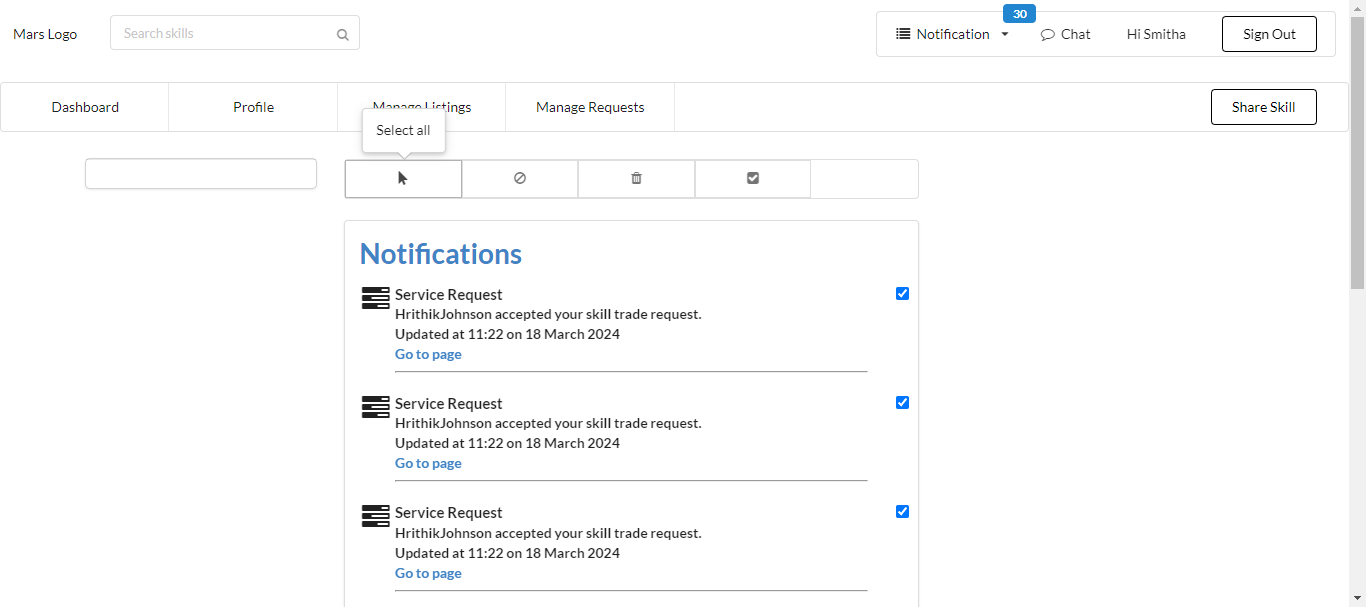 30
Mars Logo
Search skills
Notification
Chat
Hi Smitha
Sign Out
Dashboard
Profile
Manage Listings
Manage Requests
Share Skill
Select all
Notifications
Service Request
HrithikJohnson accepted your skill trade request.
Updated at 11:22 on 18 March 2024
Go to page
Service Request
HrithikJohnson accepted your skill trade request.
Updated at 11:22 on 18 March 2024
Go to page
Service Request
HrithikJohnson accepted your skill trade request.
Updated at 11:22 on 18 March 2024
Go to page